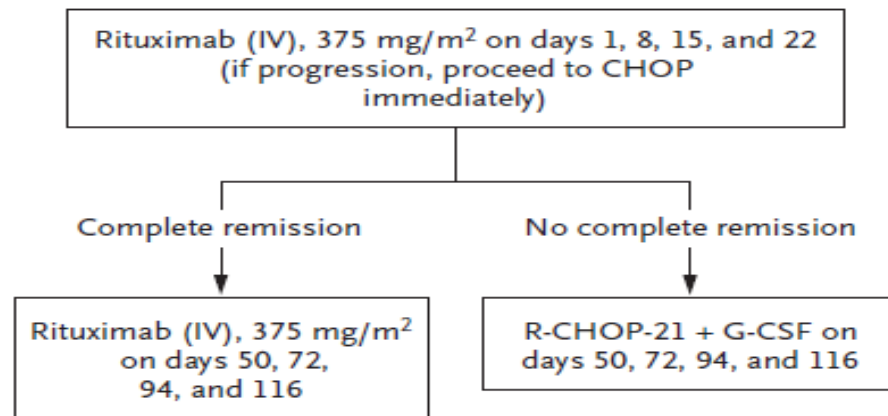 Rituximab (IV), 375 mg/m² on days 1, 8, 15, and 22
(if progression, proceed to CHOP
immediately)
Complete remission
No complete remission
Rituximab (IV), 375 mg/m²
on days 50, 72,
94, and 116
R-CHOP-21 + G-CSF on
days 50, 72, 94, and 116